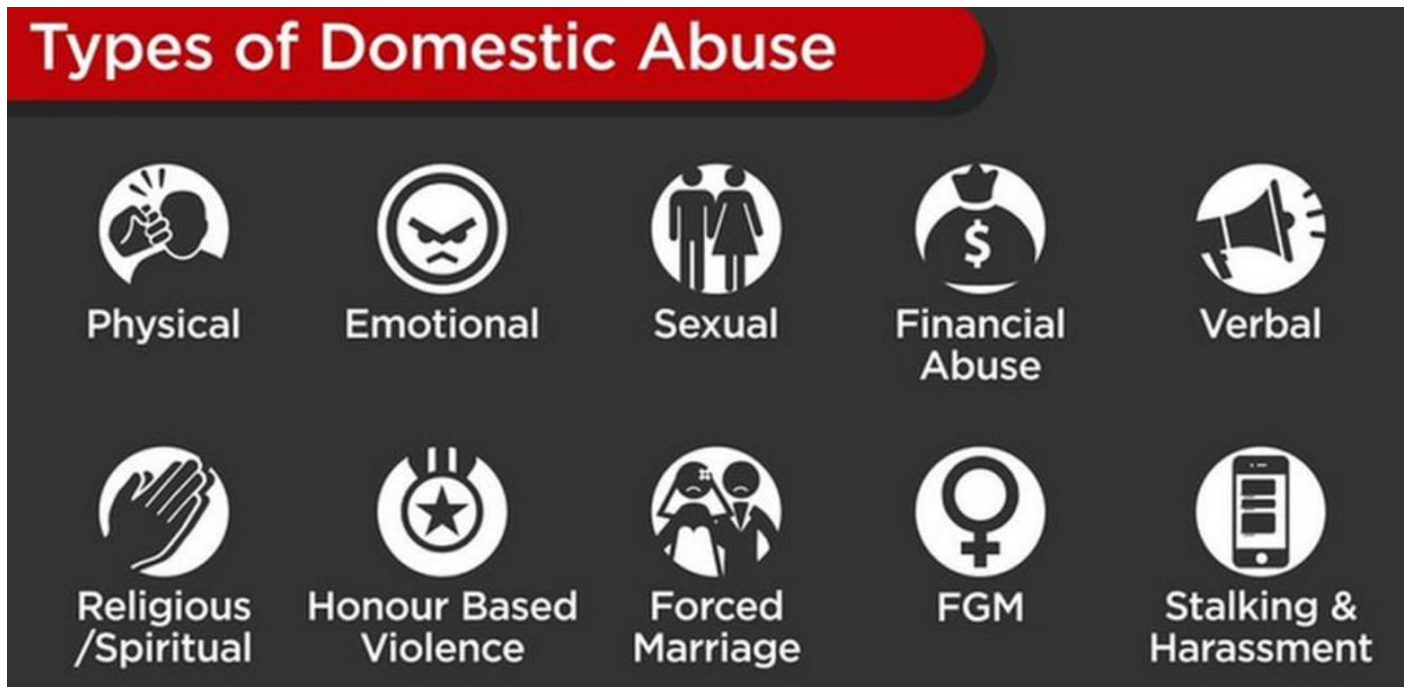 Types of Domestic Abuse
Physical
Emotional
Sexual
Financial
Abuse
Verbal
Religious
/Spiritual
Honour Based
Violence
Forced
Marriage
FGM
Stalking &
Harassment
$